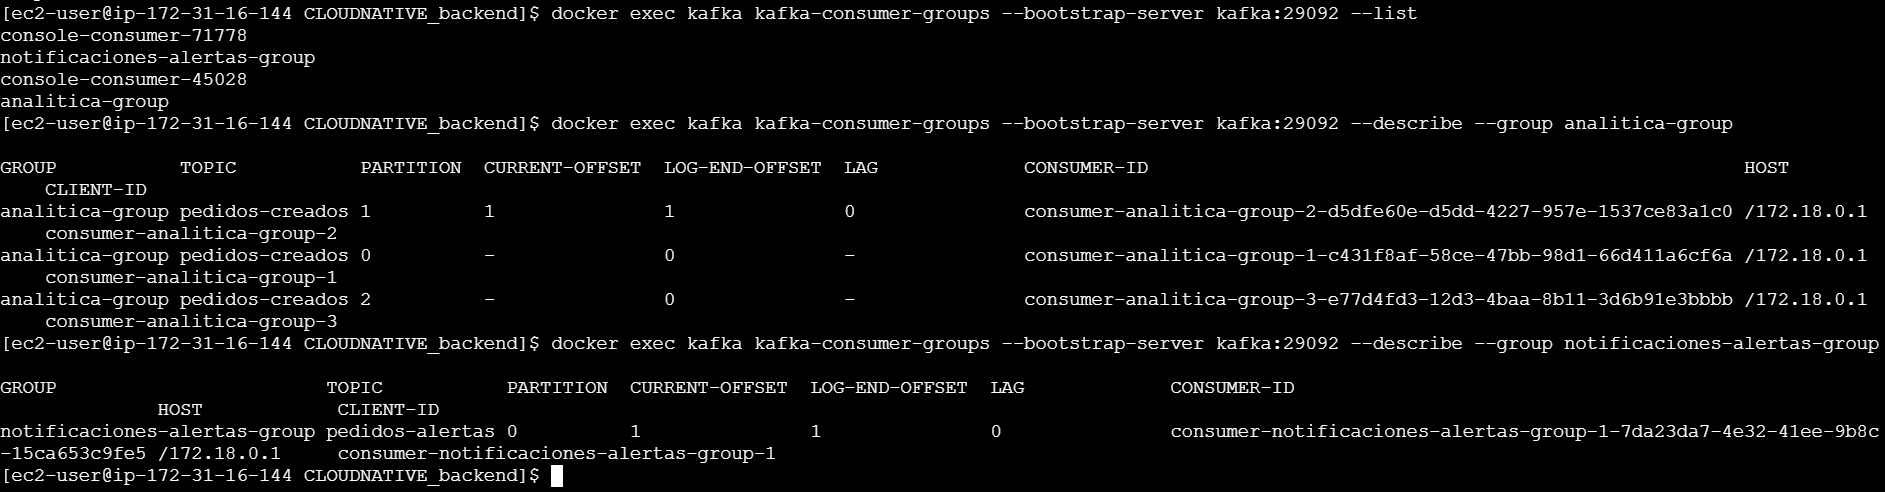 [ec2-user@ip-172-31-16-144 CLOUDNATIVE_backend]$ docker exec kafka kafka-consumer-groups --bootstrap-server kafka:29092 --list
console-consumer-71778
notificaciones-alertas-group
console-consumer-45028
analitica-group
[ec2-user@ip-172-31-16-144 CLOUDNATIVE_backend]$ docker exec kafka kafka-consumer-groups --bootstrap-server kafka:29092 --describe --group analitica-group
GROUP TOPIC PARTITION CURRENT-OFFSET LOG-END-OFFSET LAG CONSUMER-ID HOST
CLIENT-ID
analitica-group pedidos-creados 1 1 1 0 consumer-analitica-group-2-d5dfe60e-d5dd-4227-957e-1537ce83a1c0 /172.18.0.1
consumer-analitica-group-2
analitica-group pedidos-creados 0 - 0 - consumer-analitica-group-1-c431f8af-58ce-47bb-98d1-66d411a6cf6a /172.18.0.1
consumer-analitica-group-1
analitica-group pedidos-creados 2 - 0 - consumer-analitica-group-3-e77d4fd3-12d3-4baa-8b11-3d6b91e3bbbb /172.18.0.1
consumer-analitica-group-3
[ec2-user@ip-172-31-16-144 CLOUDNATIVE_backend]$ docker exec kafka kafka-consumer-groups --bootstrap-server kafka:29092 --describe --group notificaciones-alertas-group
GROUP TOPIC PARTITION CURRENT-OFFSET LOG-END-OFFSET LAG CONSUMER-ID
HOST CLIENT-ID
notificaciones-alertas-group pedidos-alertas 0 1 1 0 consumer-notificaciones-alertas-group-1-7da23da7-4e32-41ee-9b8c
-15ca653c9fe5 /172.18.0.1 consumer-notificaciones-alertas-group-1
[ec2-user@ip-172-31-16-144 CLOUDNATIVE_backend]$